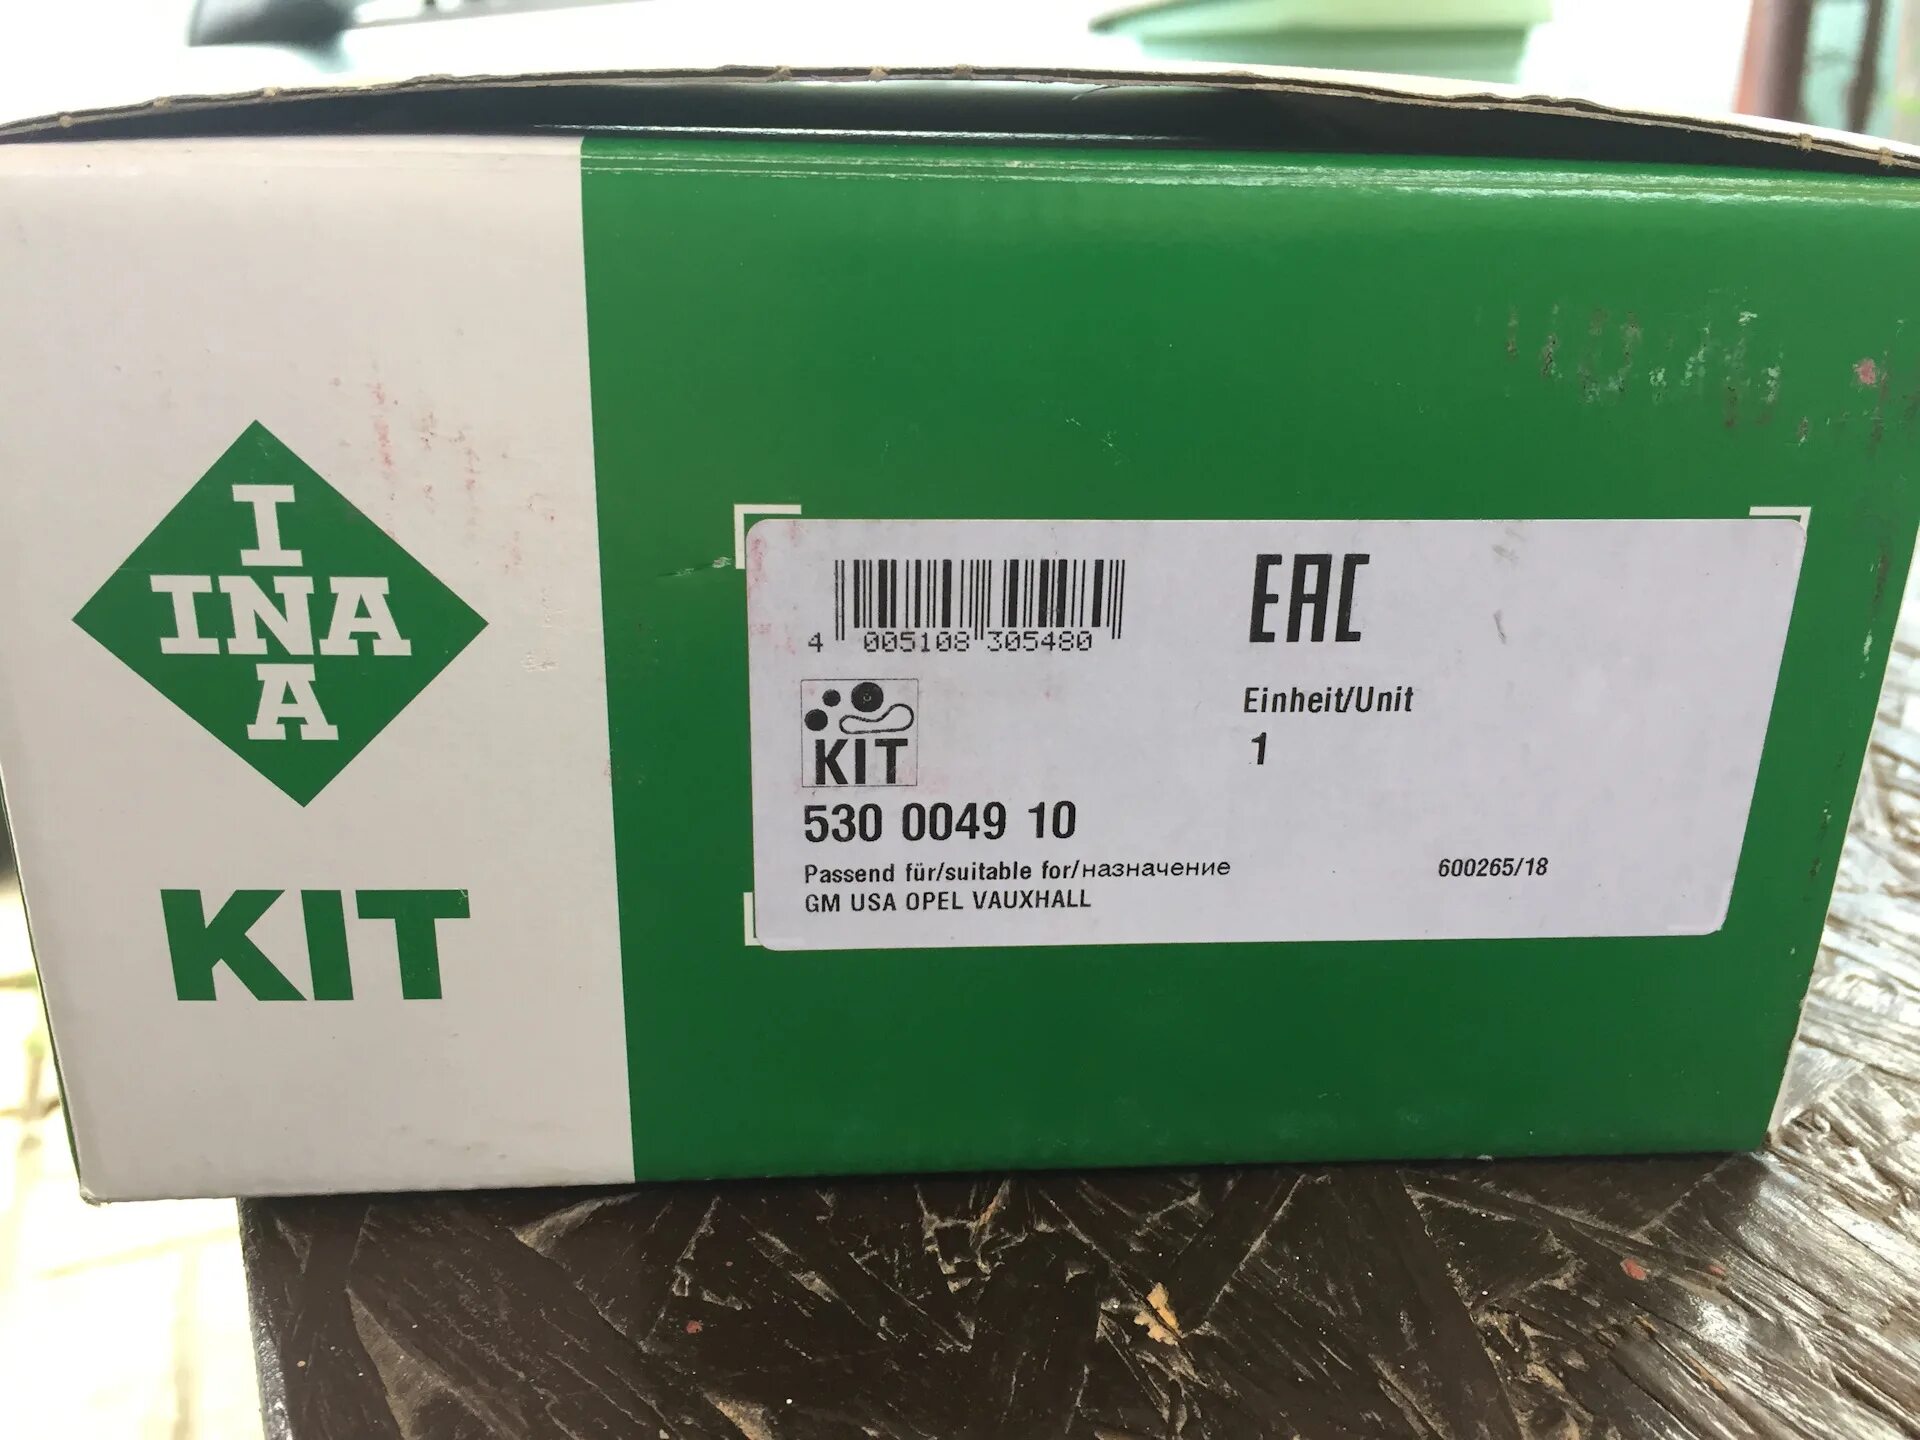 I
INA
A
KIT
4 005108 305480
EAC
KIT
Einheit/Unit
1
530 0049 10
Passend für/suitable for/назначение
GM USA OPEL VAUXHALL
600265/18